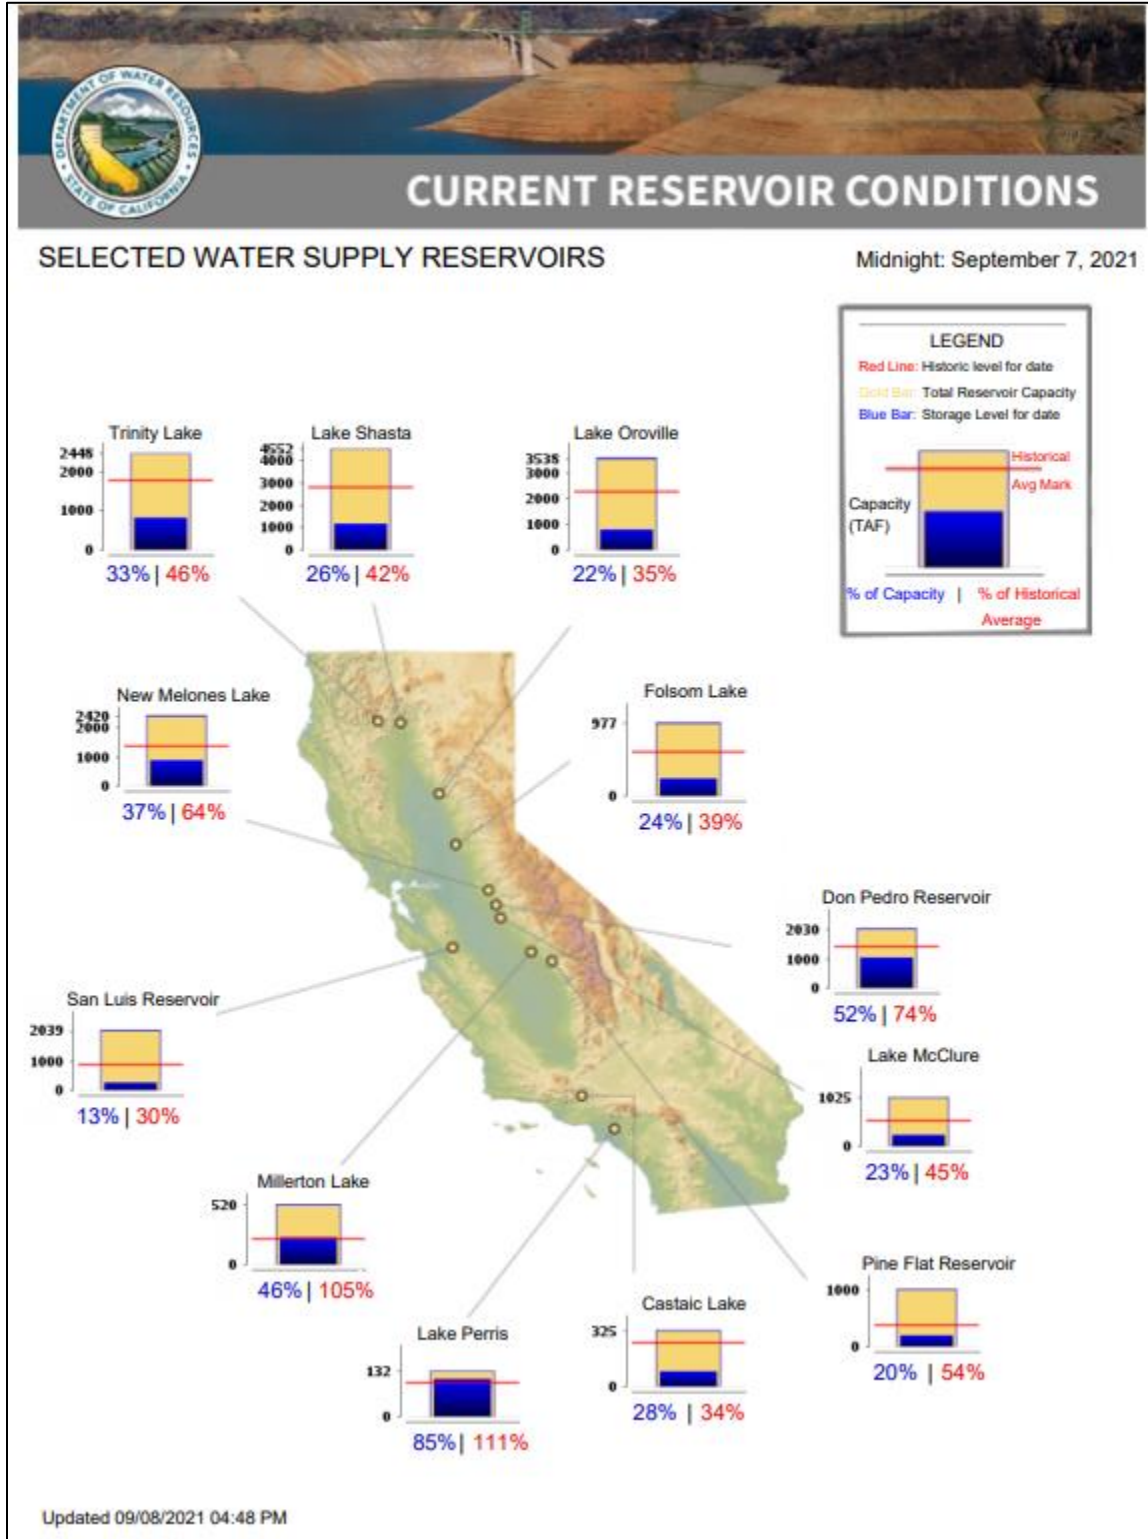 DEPARTMENT OF WATER RESOURCES
STATE OF CALIFORNIA
CURRENT RESERVOIR CONDITIONS
SELECTED WATER SUPPLY RESERVOIRS
Midnight: September 7, 2021
LEGEND
Red Line: Historic level for date
Gold Bar: Total Reservoir Capacity
Blue Bar: Storage Level for date
Historical
Avg Mark
Capacity
(TAF)
% of Capacity | % of Historical
Average
Trinity Lake
2448
2000
1000
0
33% | 46%
Lake Shasta
4552
4000
3000
2000
1000
0
26% | 42%
Lake Oroville
3538
3000
2000
1000
0
22% | 35%
New Melones Lake
2420
2000
1000
0
37% | 64%
Folsom Lake
977
0
24% | 39%
Don Pedro Reservoir
2030
1000
0
52% | 74%
San Luis Reservoir
2039
1000
0
13% | 30%
Lake McClure
1025
0
23% | 45%
Millerton Lake
520
0
46% | 105%
Pine Flat Reservoir
1000
0
20% | 54%
Castaic Lake
325
0
28% | 34%
Lake Perris
132
0
85% | 111%
Updated 09/08/2021 04:48 PM